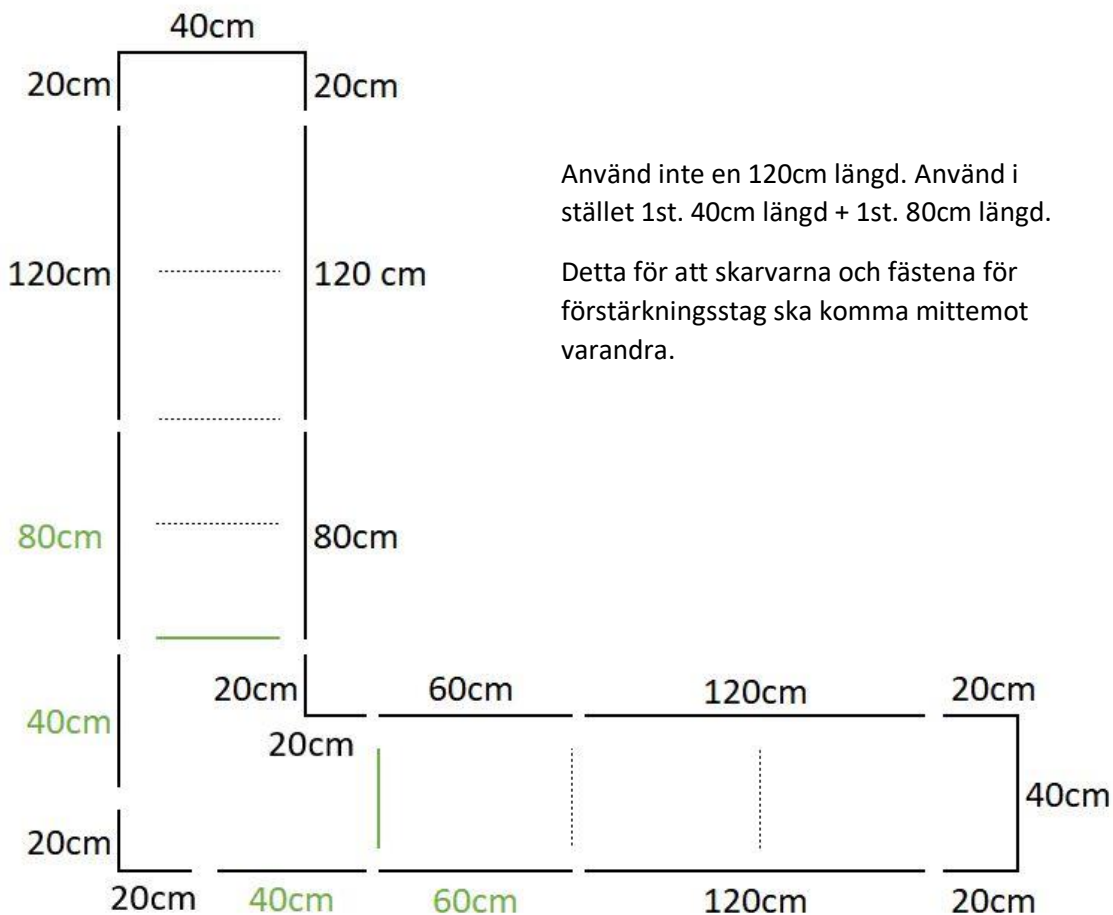 40cm
20cm 20cm
Använd inte en 120cm längd. Använd i
stället 1st. 40cm längd + 1st. 80cm längd.
120cm 120 cm
Detta för att skarvarna och fästena för
förstärkningsstag ska komma mittemot
varandra.
80cm 80cm
20cm 60cm 120cm 20cm
40cm
20cm
40cm
20cm
20cm 40cm 60cm 120cm 20cm